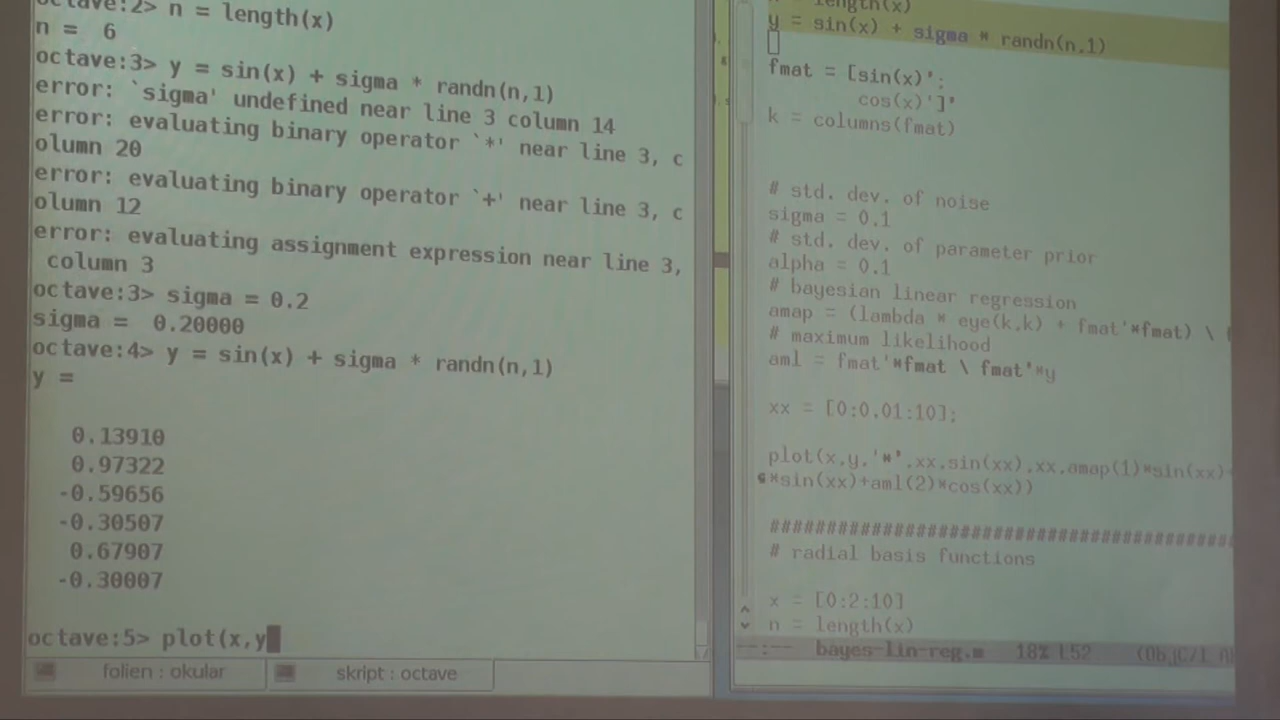 octave:2> n = length(x)
n =  6
octave:3> y = sin(x) + sigma * randn(n,1)
error: `sigma' undefined near line 3 column 14
error: evaluating binary operator `*' near line 3, c
olumn 20
error: evaluating binary operator `+' near line 3, c
olumn 12
error: evaluating assignment expression near line 3,
 column 3
octave:3> sigma = 0.2
sigma =  0.20000
octave:4> y = sin(x) + sigma * randn(n,1)
y =
0.13910
0.97322
-0.59656
-0.30507
0.67907
-0.30007
octave:5> plot(x,y
folien : okular
skript : octave
length(x)
y = sin(x) + sigma * randn(n,1)
fmat = [sin(x)';
cos(x)']'
k = columns(fmat)
# std. dev. of noise
sigma = 0.1
# std. dev. of parameter prior
alpha = 0.1
# bayesian linear regression
amap = (lambda * eye(k,k) + fmat'*fmat) \
# maximum likelihood
aml = fmat'*fmat \ fmat'*y
xx = [0:0.01:10];
plot(x,y,'*',xx,sin(xx),xx,amap(1)*sin(xx)
*sin(xx)+aml(2)*cos(xx))
##########################################
# radial basis functions
x = [0:2:10]
n = length(x)
--:--  bayes-lin-reg.m  18% L52  (ObjC/l